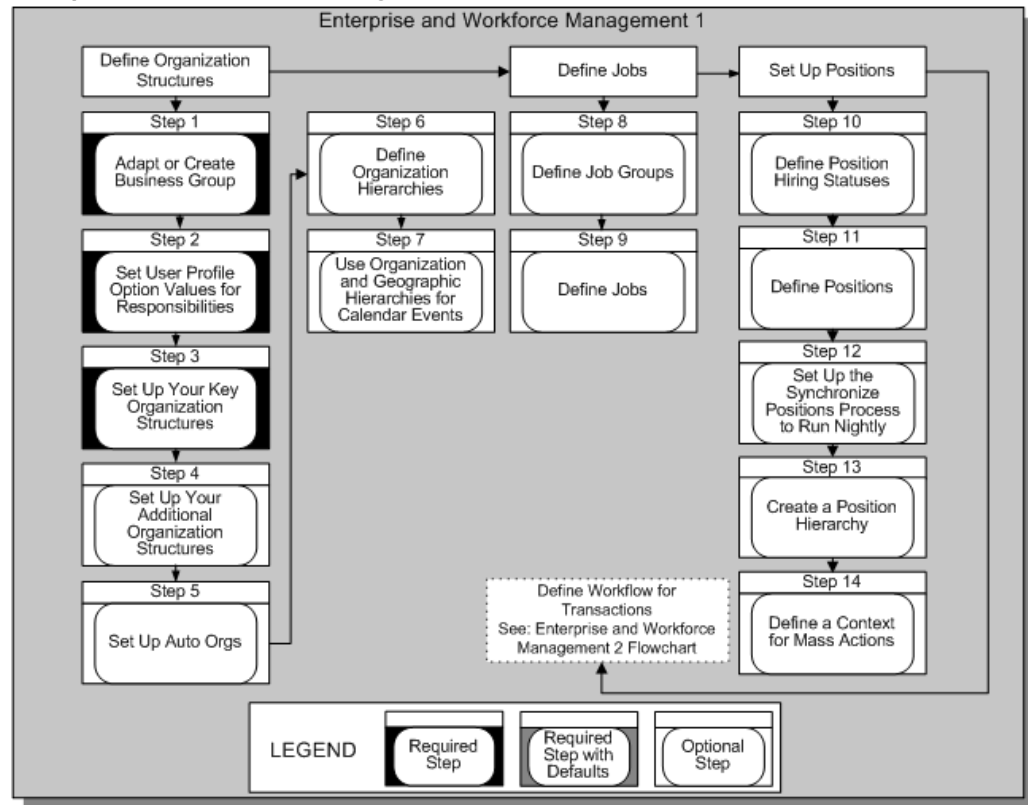 Enterprise and Workforce Management 1
Define Organization
Structures
Define Jobs
Set Up Positions
Step 1
Adapt or Create
Business Group
Step 2
Set User Profile
Option Values for
Responsibilities
Step 3
Set Up Your Key
Organization
Structures
Step 4
Set Up Your
Additional
Organization
Structures
Step 5
Set Up Auto Orgs
Step 6
Define
Organization
Hierarchies
Step 7
Use Organization
and Geographic
Hierarchies for
Calendar Events
Step 8
Define Job Groups
Step 9
Define Jobs
Step 10
Define Position
Hiring Statuses
Step 11
Define Positions
Step 12
Set Up the
Synchronize
Positions Process
to Run Nightly
Step 13
Create a Position
Hierarchy
Step 14
Define a Context
for Mass Actions
Define Workflow for
Transactions
See: Enterprise and Workforce
Management 2 Flowchart
LEGEND
Required
Step
Required
Step with
Defaults
Optional
Step